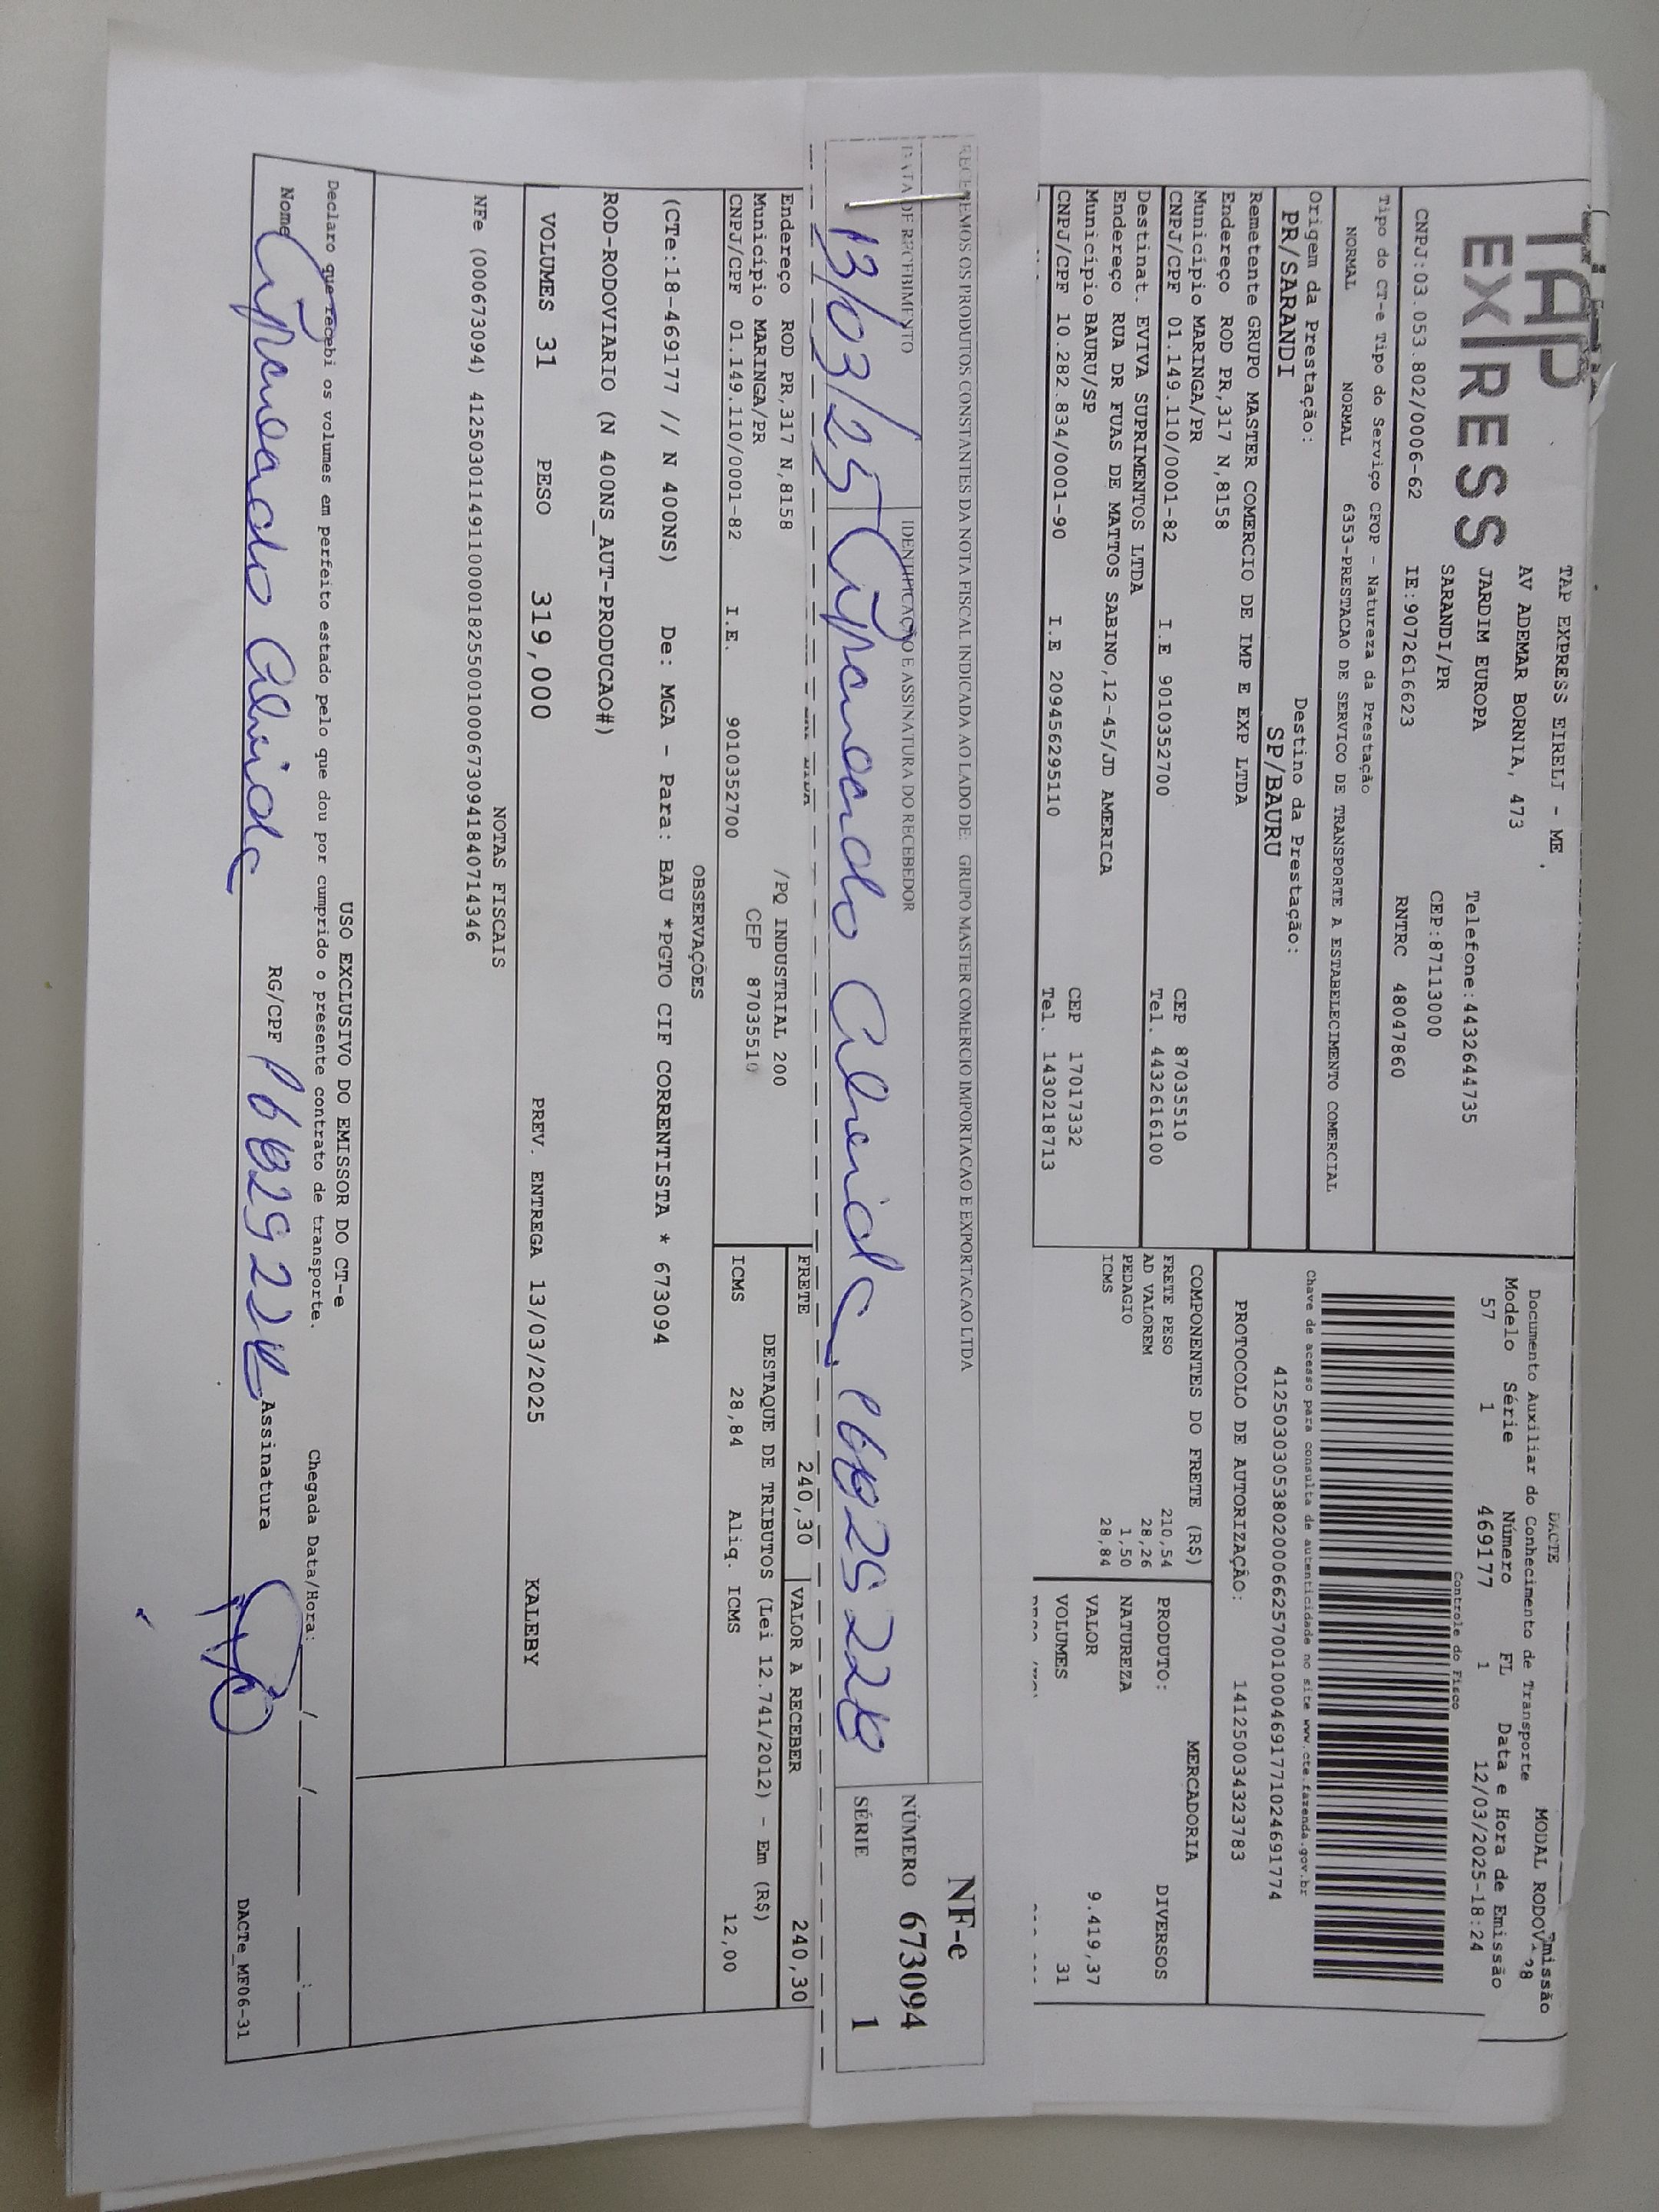 TAP
EXPRESS
TAP EXPRESS EIRELI - ME
AV ADEMAR BORNIA, 473
JARDIM EUROPA
SARANDI/PR
Telefone:4432644735
CEP:87113000
CNPJ:03.053.802/0006-62 IE:9072616623 RNTRC 48047860
DACTE MODAL RODOV
Documento Auxiliar do Conhecimento de Transporte
Modelo Série Número FL Data e Hora de Emissão
57 1 469177 1 12/03/2025-18:24
Controle do Fisco
Tipo do CT-e Tipo do Serviço CFOP - Natureza da Prestação
NORMAL NORMAL 6353-PRESTACAO DE SERVICO DE TRANSPORTE A ESTABELECIMENTO COMERCIAL
Chave de acesso para consulta de autenticidade no site www.cte.fazenda.gov.br
41250303053802000662570010004691771024691774
Origem da Prestação: Destino da Prestação:
PR/SARANDI SP/BAURU
PROTOCOLO DE AUTORIZAÇÃO: 141250034323783
Remetente GRUPO MASTER COMERCIO DE IMP E EXP LTDA
Endereço ROD PR,317 N,8158
Município MARINGA/PR CEP 87035510
CNPJ/CPF 01.149.110/0001-82 I.E 9010352700 Tel. 4432616100
Destinat. EVIVA SUPRIMENTOS LTDA
Endereço RUA DR FUAS DE MATTOS SABINO,12-45/JD AMERICA
Município BAURU/SP CEP 17017332
CNPJ/CPF 10.282.834/0001-90 I.E 209456295110 Tel. 1430218713
COMPONENTES DO FRETE (R$)
FRETE PESO 210,54
AD VALOREM 28,26
PEDAGIO 1,50
ICMS 28,84
MERCADORIA
PRODUTO: DIVERSOS
NATUREZA
VALOR 9.419,37
VOLUMES 31
RECEBEMOS OS PRODUTOS CONSTANTES DA NOTA FISCAL INDICADA AO LADO DE: GRUPO MASTER COMERCIO IMPORTACAO E EXPORTACAO LTDA
DATA DE RECEBIMENTO IDENTIFICAÇÃO E ASSINATURA DO RECEBEDOR
13/03/25
NF-e
NÚMERO 673094
SÉRIE 1
Endereço ROD PR,317 N,8158 /PQ INDUSTRIAL 200
Município MARINGA/PR CEP 87035510
CNPJ/CPF 01.149.110/0001-82 I.E. 9010352700
FRETE 240,30 VALOR A RECEBER 240,30
DESTAQUE DE TRIBUTOS (Lei 12.741/2012) - Em (R$)
ICMS 28,84 Aliq. ICMS 12,00
OBSERVAÇÕES
(CTe:18-469177 // N 400NS) De: MGA - Para: BAU *PGTO CIF CORRENTISTA * 673094
ROD-RODOVIARIO (N 400NS_AUT-PRODUCAO#)
VOLUMES 31 PESO 319,000 PREV. ENTREGA 13/03/2025 KALEBY
NOTAS FISCAIS
NFe (000673094) 41250301149110000182550010006730941840714346
USO EXCLUSIVO DO EMISSOR DO CT-e
Declaro que recebi os volumes em perfeito estado pelo que dou por cumprido o presente contrato de transporte.
Chegada Data/Hora: / / :
Nome RG/CPF Assinatura
DACTe_MF06-31